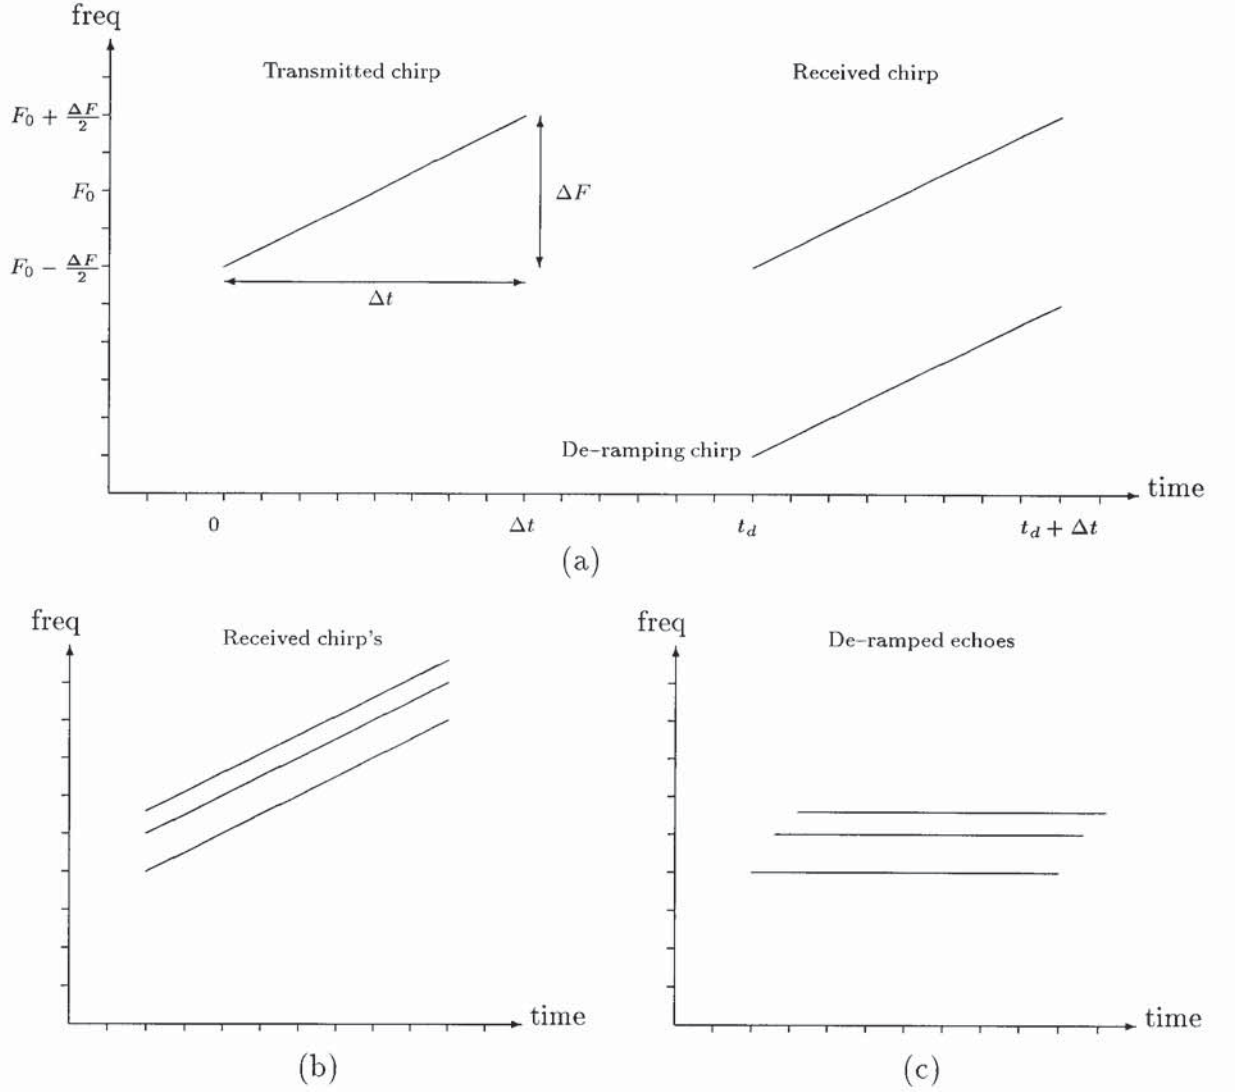 freq
Transmitted chirp
Received chirp
F₀ + ΔF/2
F₀
ΔF
F₀ − ΔF/2
Δt
De–ramping chirp
time
0
Δt
t_d
t_d + Δt
(a)
freq
Received chirp's
time
(b)
freq
De–ramped echoes
time
(c)